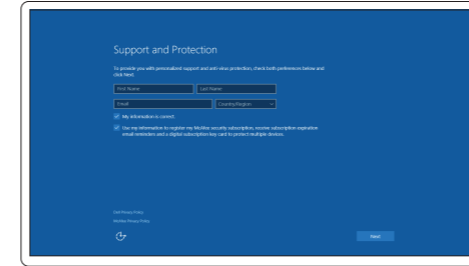 Support and Protection
To provide you with personalized support and anti-virus protection, check both preferences below and
click Next.
First Name
Last Name
Email
Country/Region
My information is correct.
Use my information to register my McAfee security subscription, receive subscription expiration
email reminders and a digital subscription key card to protect multiple devices.
Dell Privacy Policy
McAfee Privacy Policy
Next